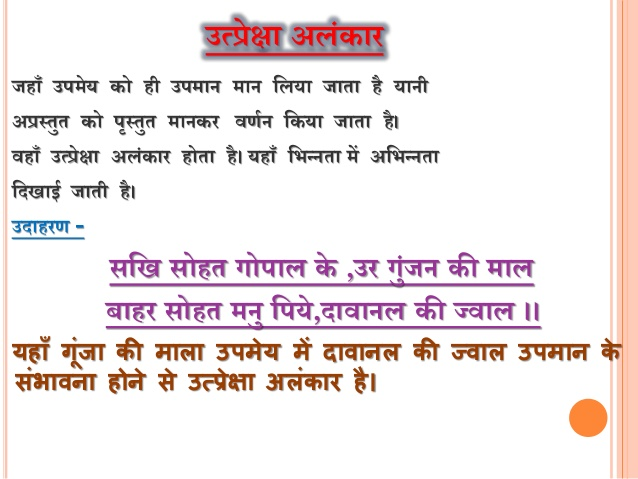 उत्प्रेक्षा अलंकार
जहाँ उपमेय को ही उपमान मान लिया जाता है यानी
अप्रस्तुत को पृस्तुत मानकर वर्णन किया जाता है।
वहाँ उत्प्रेक्षा अलंकार होता है। यहाँ भिन्नता में अभिन्नता
दिखाई जाती है।
उदाहरण -
सखि सोहत गोपाल के ,उर गुंजन की माल
बाहर सोहत मनु पिये,दावानल की ज्वाल ।।
यहाँ गूंजा की माला उपमेय में दावानल की ज्वाल उपमान के
संभावना होने से उत्प्रेक्षा अलंकार है।